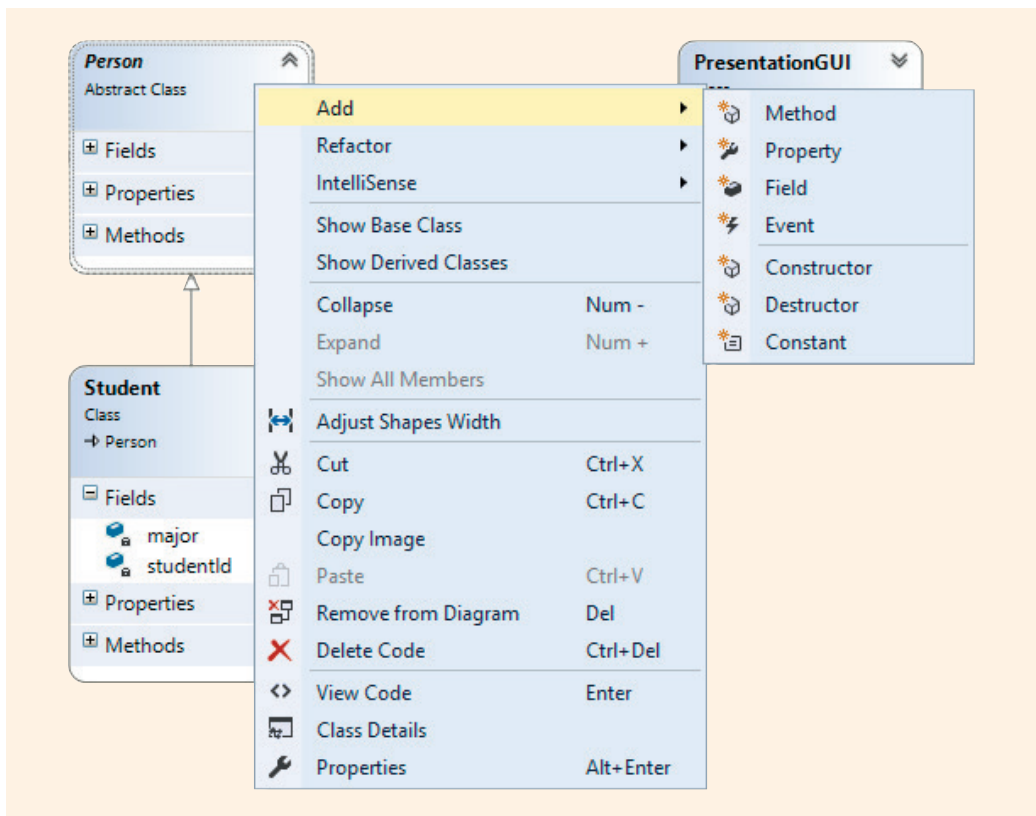 Person
Abstract Class
Fields
Properties
Methods
Student
Class
Person
Fields
major
studentId
Properties
Methods
PresentationGUI
Add
Refactor
IntelliSense
Show Base Class
Show Derived Classes
Collapse Num -
Expand Num +
Show All Members
Adjust Shapes Width
Cut Ctrl+X
Copy Ctrl+C
Copy Image
Paste Ctrl+V
Remove from Diagram Del
Delete Code Ctrl+Del
View Code Enter
Class Details
Properties Alt+Enter
Method
Property
Field
Event
Constructor
Destructor
Constant